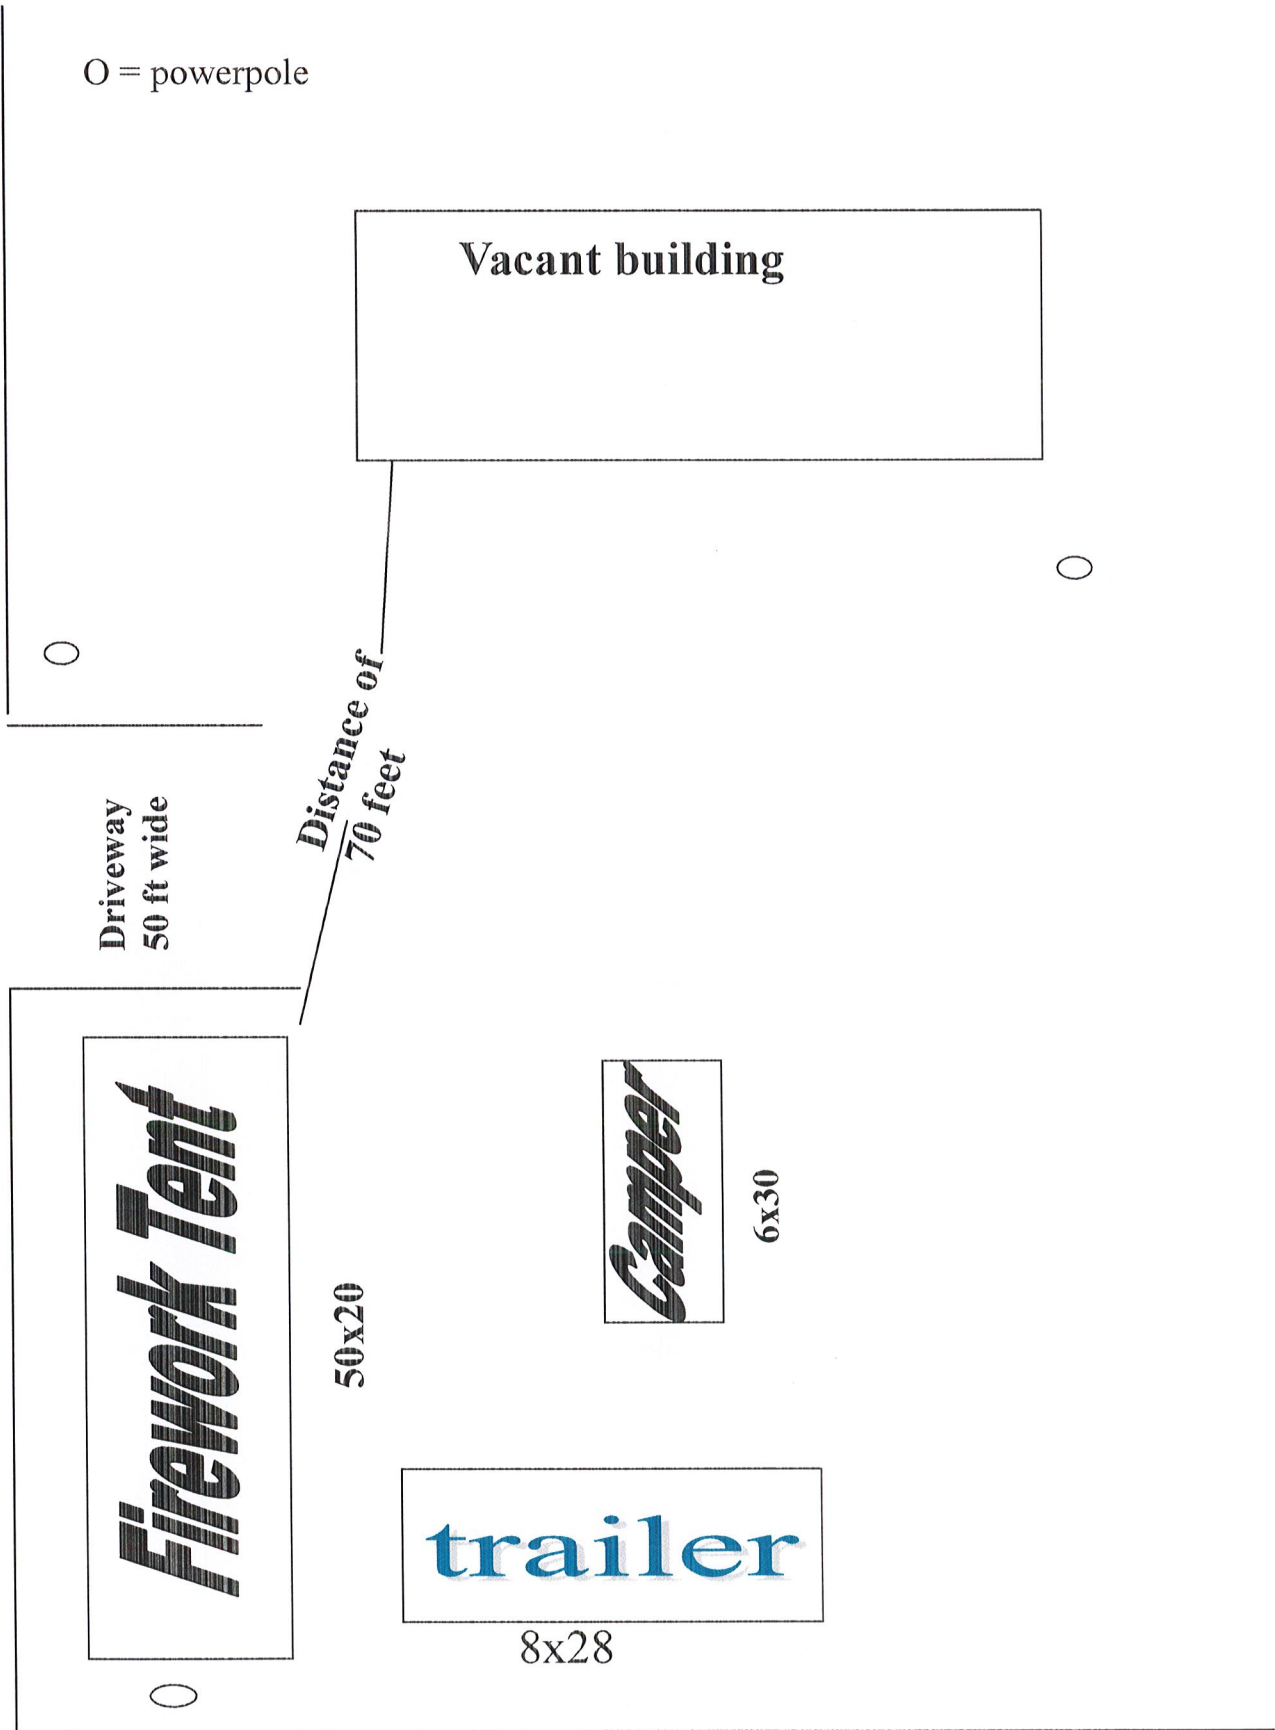 O = powerpole
Vacant building
Distance of
70 feet
Driveway
50 ft wide
Firework Tent
50x20
Camper
6x30
trailer
8x28